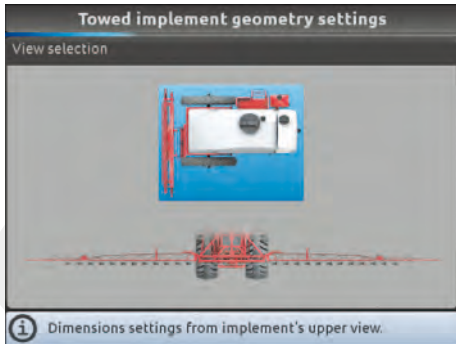 Towed implement geometry settings
View selection
Dimensions settings from implement's upper view.